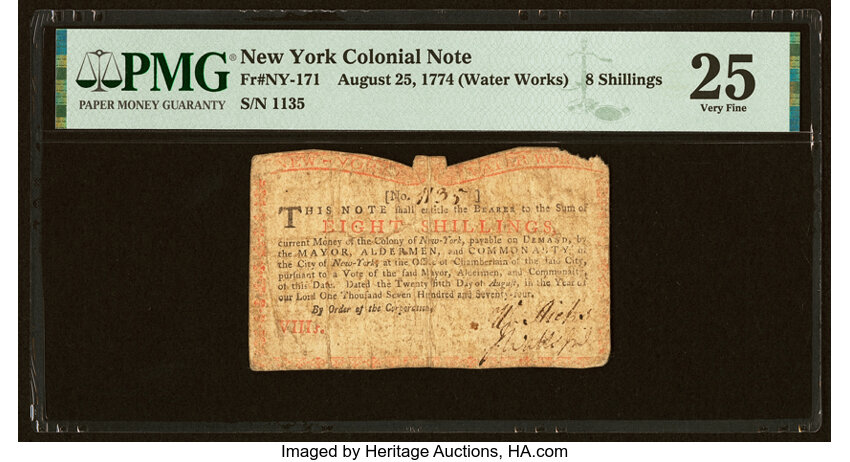 PMG®
PAPER MONEY GUARANTY
New York Colonial Note
Fr#NY-171 August 25, 1774 (Water Works) 8 Shillings
S/N 1135
25
Very Fine
NEW-YORK WATER WORKS
[No. 1135]
THIS NOTE shall entitle the BEARER to the Sum of
EIGHT SHILLINGS
current Money of the Colony of New-York, payable on DEMAND, by
the MAYOR, ALDERMEN, and COMMONALTY, of
the City of New-York, at the Office of Chamberlain of the said City,
pursuant to a Vote of the said Mayor, Aldermen, and Commonalty,
of this Date. Dated the Twenty fifth Day of August, in the Year of
our Lord One Thousand Seven Hundred and Seventy-four.
By Order of the Corporation,
VIIIs.
Imaged by Heritage Auctions, HA.com